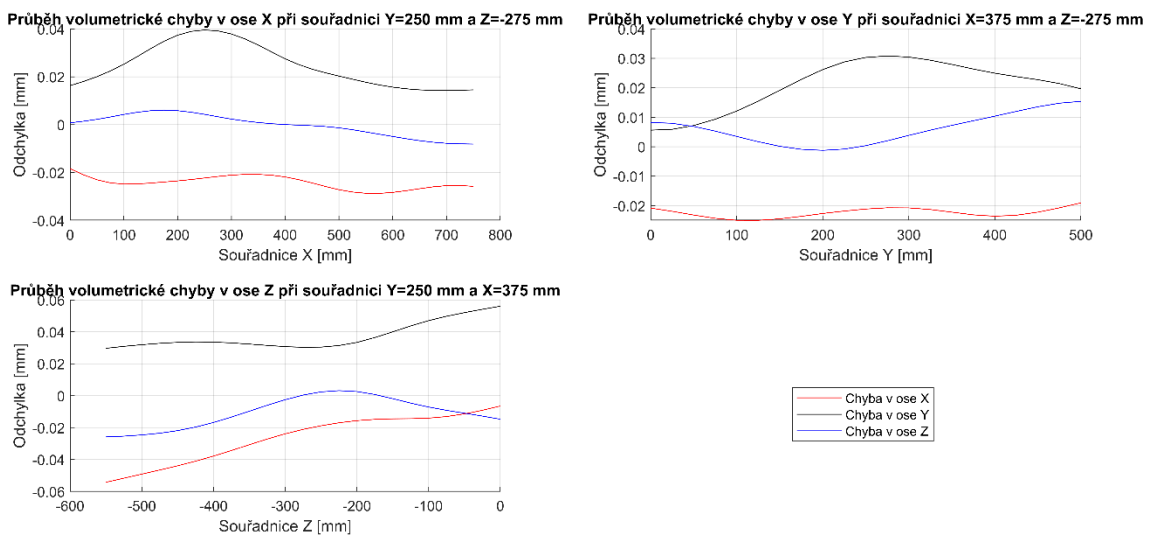 Průběh volumetrické chyby v ose X při souřadnici Y=250 mm a Z=-275 mm
0.04
0.02
0
-0.02
-0.04
Odchylka [mm]
0 100 200 300 400 500 600 700 800
Souřadnice X [mm]
Průběh volumetrické chyby v ose Y při souřadnici X=375 mm a Z=-275 mm
0.04
0.03
0.02
0.01
0
-0.01
-0.02
Odchylka [mm]
0 100 200 300 400 500
Souřadnice Y [mm]
Průběh volumetrické chyby v ose Z při souřadnici Y=250 mm a X=375 mm
0.06
0.04
0.02
0
-0.02
-0.04
-0.06
Odchylka [mm]
-600 -500 -400 -300 -200 -100 0
Souřadnice Z [mm]
Chyba v ose X
Chyba v ose Y
Chyba v ose Z